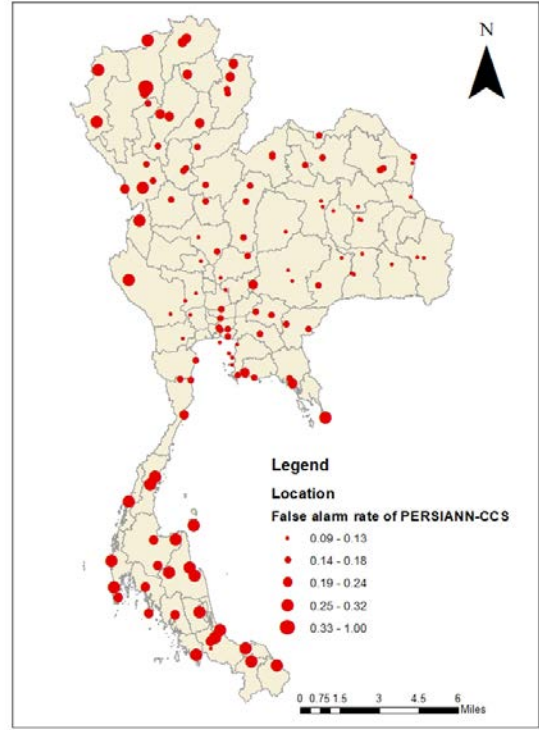 N
Legend
Location
False alarm rate of PERSIANN-CCS
0.09 - 0.13
0.14 - 0.18
0.19 - 0.24
0.25 - 0.32
0.33 - 1.00
0 0.75 1.5 3 4.5 6
Miles